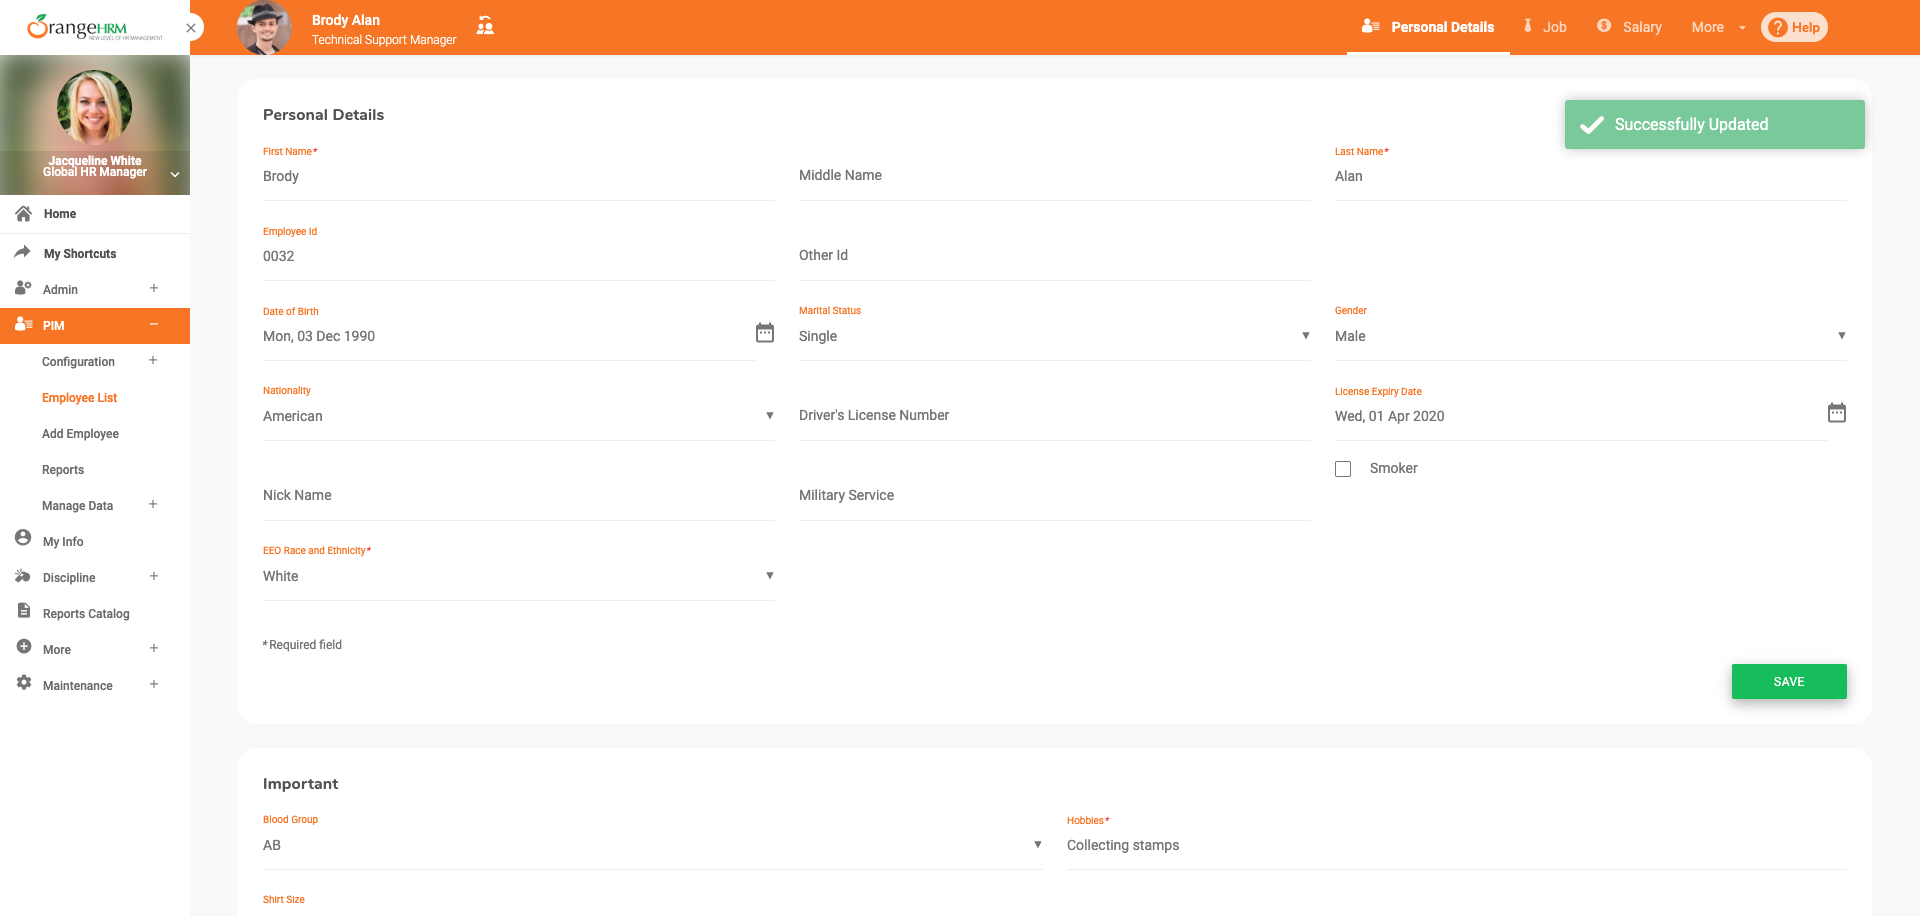 OrangeHRM
NEW LEVEL OF HR MANAGEMENT
Brody Alan
Technical Support Manager
Personal Details
Job
Salary
More
? Help
Jacqueline White
Global HR Manager
Home
My Shortcuts
Admin
PIM
Configuration
Employee List
Add Employee
Reports
Manage Data
My Info
Discipline
Reports Catalog
More
Maintenance
Personal Details
Successfully Updated
First Name*
Brody
Middle Name
Last Name*
Alan
Employee Id
0032
Other Id
Date of Birth
Mon, 03 Dec 1990
Marital Status
Single
Gender
Male
Nationality
American
Driver's License Number
License Expiry Date
Wed, 01 Apr 2020
Smoker
Nick Name
Military Service
EEO Race and Ethnicity*
White
* Required field
SAVE
Important
Blood Group
AB
Hobbies*
Collecting stamps
Shirt Size